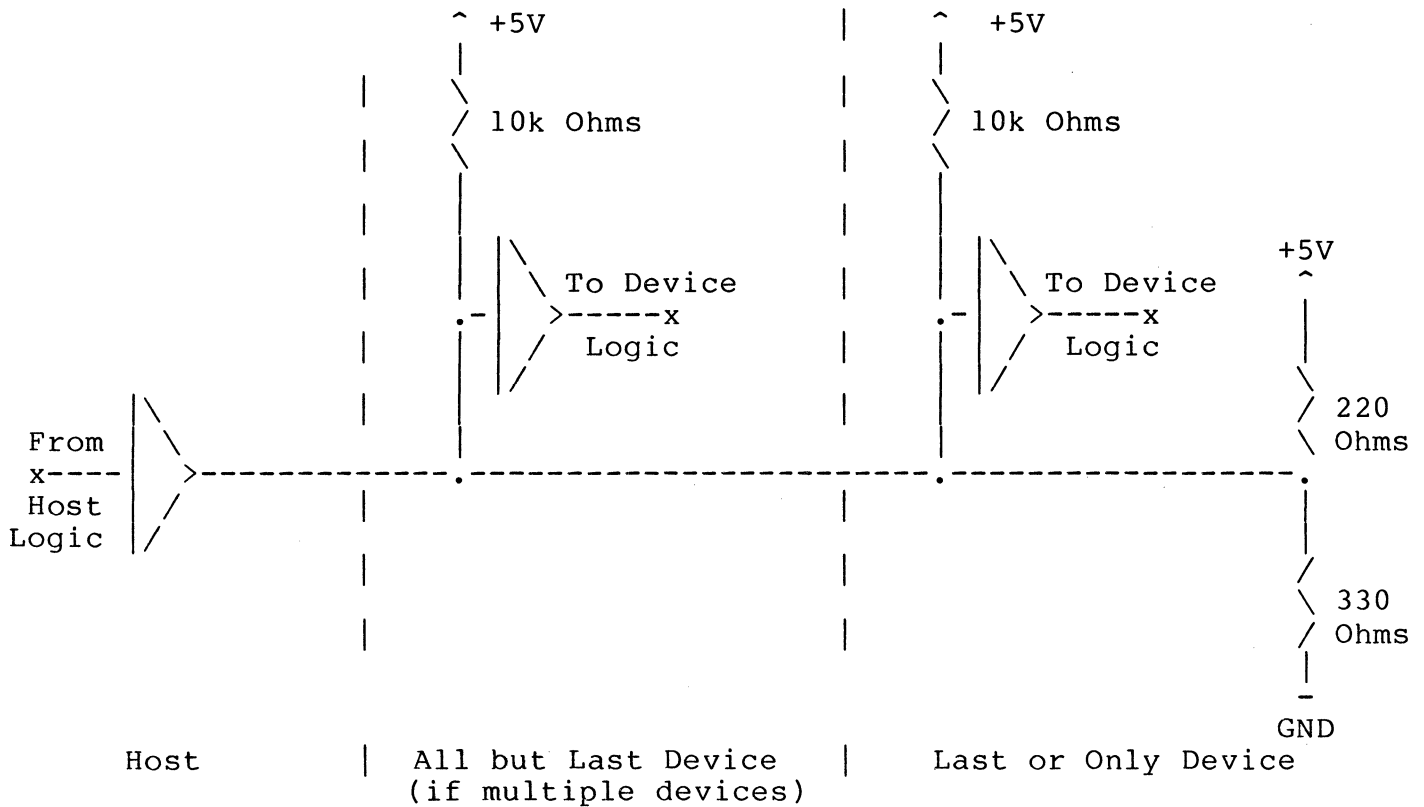 +5V
+5V
10k Ohms
10k Ohms
+5V
To Device
x
Logic
To Device
x
Logic
220
Ohms
From
x
Host
Logic
330
Ohms
GND
Host
All but Last Device
(if multiple devices)
Last or Only Device